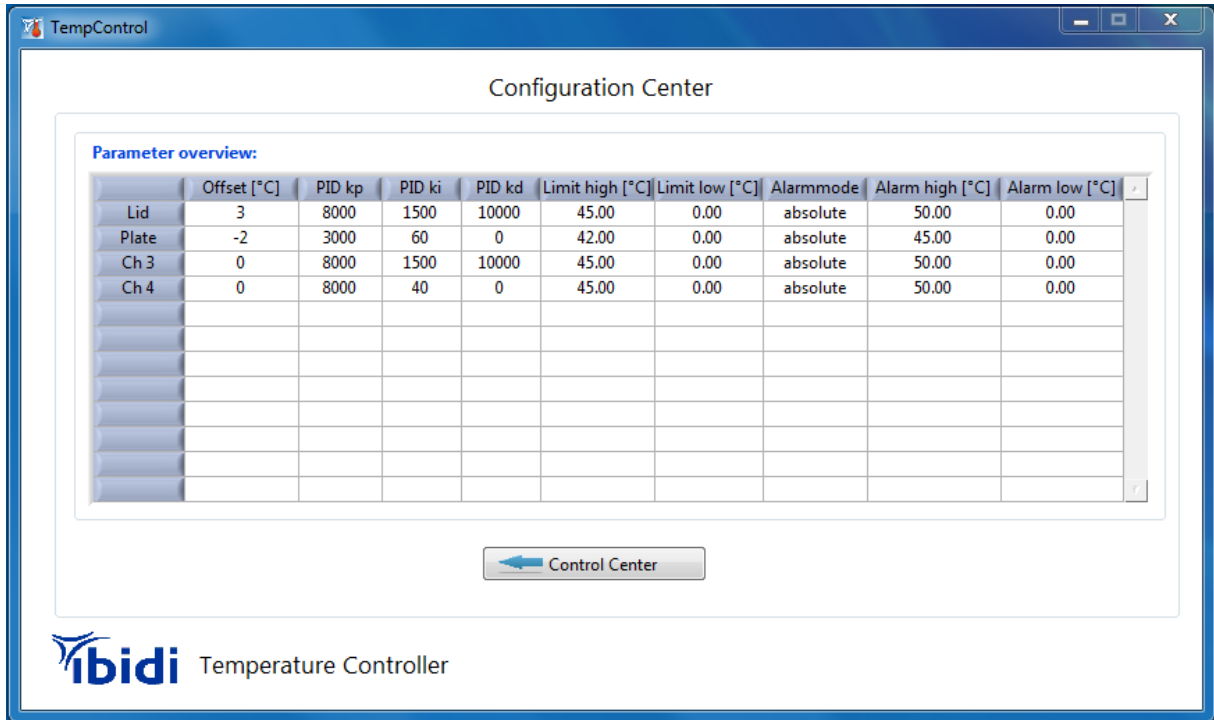 TempControl
Configuration Center
Parameter overview:
Offset [°C] PID kp PID ki PID kd Limit high [°C] Limit low [°C] Alarmmode Alarm high [°C] Alarm low [°C]
Lid 3 8000 1500 10000 45.00 0.00 absolute 50.00 0.00
Plate -2 3000 60 0 42.00 0.00 absolute 45.00 0.00
Ch 3 0 8000 1500 10000 45.00 0.00 absolute 50.00 0.00
Ch 4 0 8000 40 0 45.00 0.00 absolute 50.00 0.00
Control Center
ibidi Temperature Controller